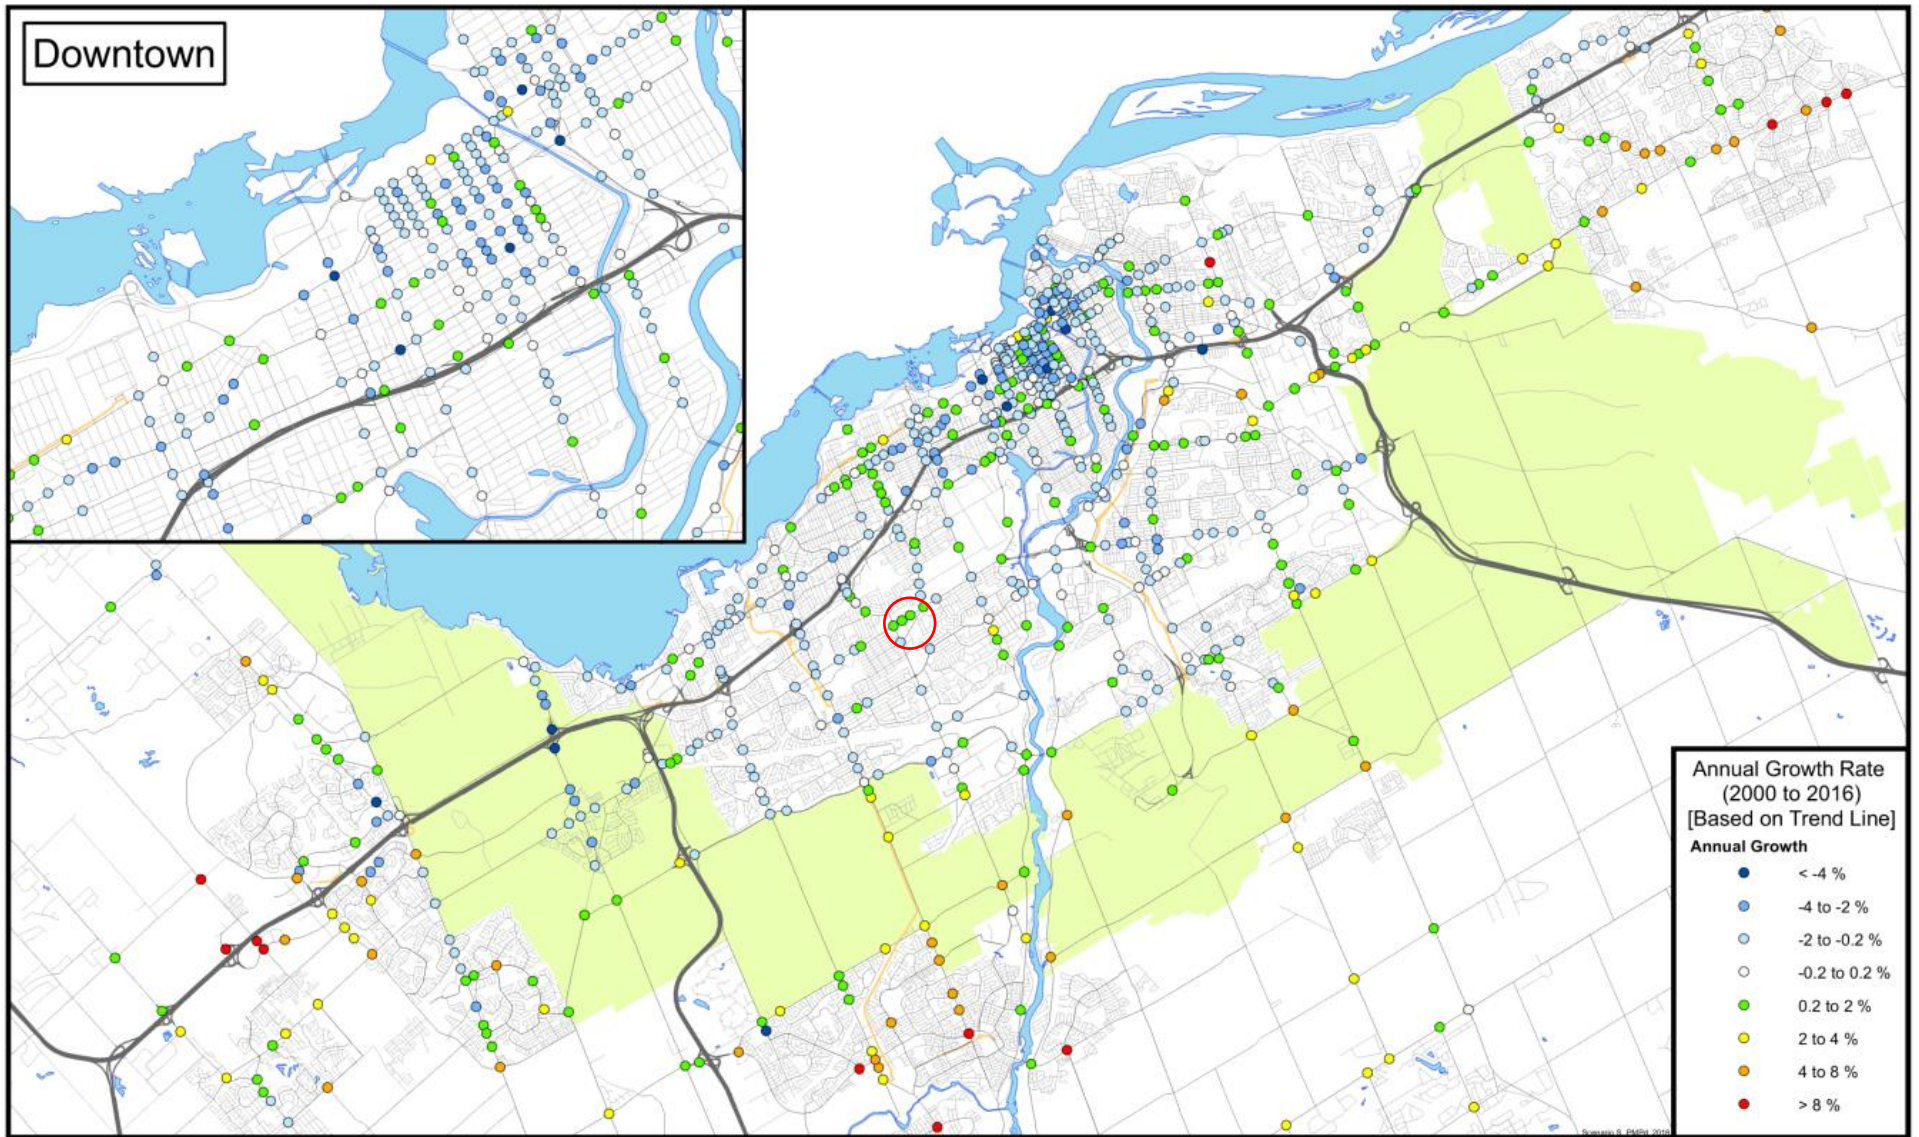 Downtown
Annual Growth Rate
(2000 to 2016)
[Based on Trend Line]
Annual Growth
< -4 %
-4 to -2 %
-2 to -0.2 %
-0.2 to 0.2 %
0.2 to 2 %
2 to 4 %
4 to 8 %
> 8 %